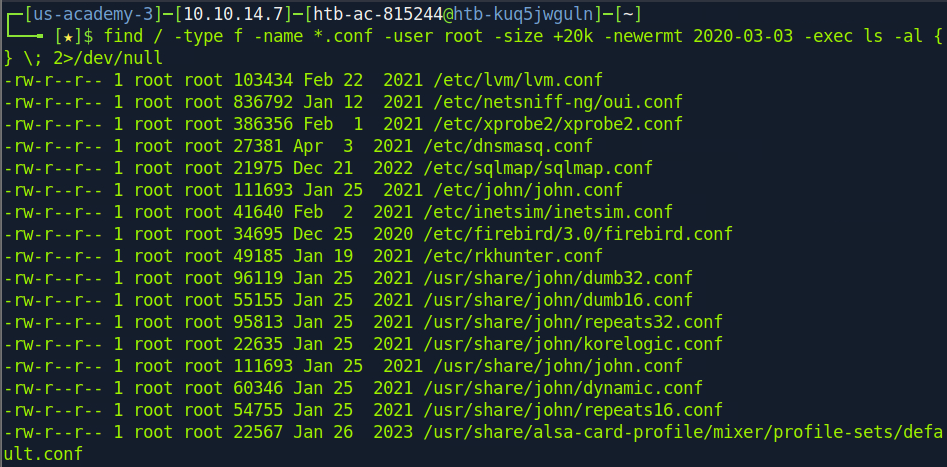 ┌─[us-academy-3]─[10.10.14.7]─[htb-ac-815244@htb-kuq5jwguln]─[~]
└──╼ [★]$ find / -type f -name *.conf -user root -size +20k -newermt 2020-03-03 -exec ls -al {
} \; 2>/dev/null
-rw-r--r-- 1 root root 103434 Feb 22  2021 /etc/lvm/lvm.conf
-rw-r--r-- 1 root root 836792 Jan 12  2021 /etc/netsniff-ng/oui.conf
-rw-r--r-- 1 root root 386356 Feb  1  2021 /etc/xprobe2/xprobe2.conf
-rw-r--r-- 1 root root 27381 Apr  3  2021 /etc/dnsmasq.conf
-rw-r--r-- 1 root root 21975 Dec 21  2022 /etc/sqlmap/sqlmap.conf
-rw-r--r-- 1 root root 111693 Jan 25  2021 /etc/john/john.conf
-rw-r--r-- 1 root root 41640 Feb  2  2021 /etc/inetsim/inetsim.conf
-rw-r--r-- 1 root root 34695 Dec 25  2020 /etc/firebird/3.0/firebird.conf
-rw-r--r-- 1 root root 49185 Jan 19  2021 /etc/rkhunter.conf
-rw-r--r-- 1 root root 96119 Jan 25  2021 /usr/share/john/dumb32.conf
-rw-r--r-- 1 root root 55155 Jan 25  2021 /usr/share/john/dumb16.conf
-rw-r--r-- 1 root root 95813 Jan 25  2021 /usr/share/john/repeats32.conf
-rw-r--r-- 1 root root 22635 Jan 25  2021 /usr/share/john/korelogic.conf
-rw-r--r-- 1 root root 111693 Jan 25  2021 /usr/share/john/john.conf
-rw-r--r-- 1 root root 60346 Jan 25  2021 /usr/share/john/dynamic.conf
-rw-r--r-- 1 root root 54755 Jan 25  2021 /usr/share/john/repeats16.conf
-rw-r--r-- 1 root root 22567 Jan 26  2023 /usr/share/alsa-card-profile/mixer/profile-sets/defa
ult.conf